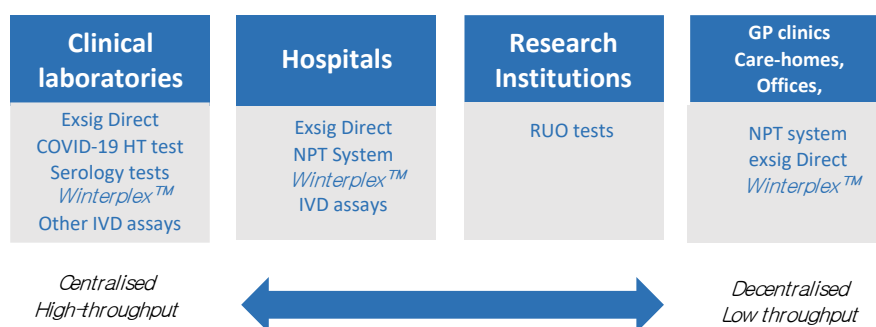 Clinical
laboratories
Exsig Direct
COVID-19 HT test
Serology tests
Winterplex™
Other IVD assays
Hospitals
Exsig Direct
NPT System
Winterplex™
IVD assays
Research
Institutions
RUO tests
GP clinics
Care-homes,
Offices,
NPT system
exsig Direct
Winterplex™
Centralised
High-throughput
Decentralised
Low throughput